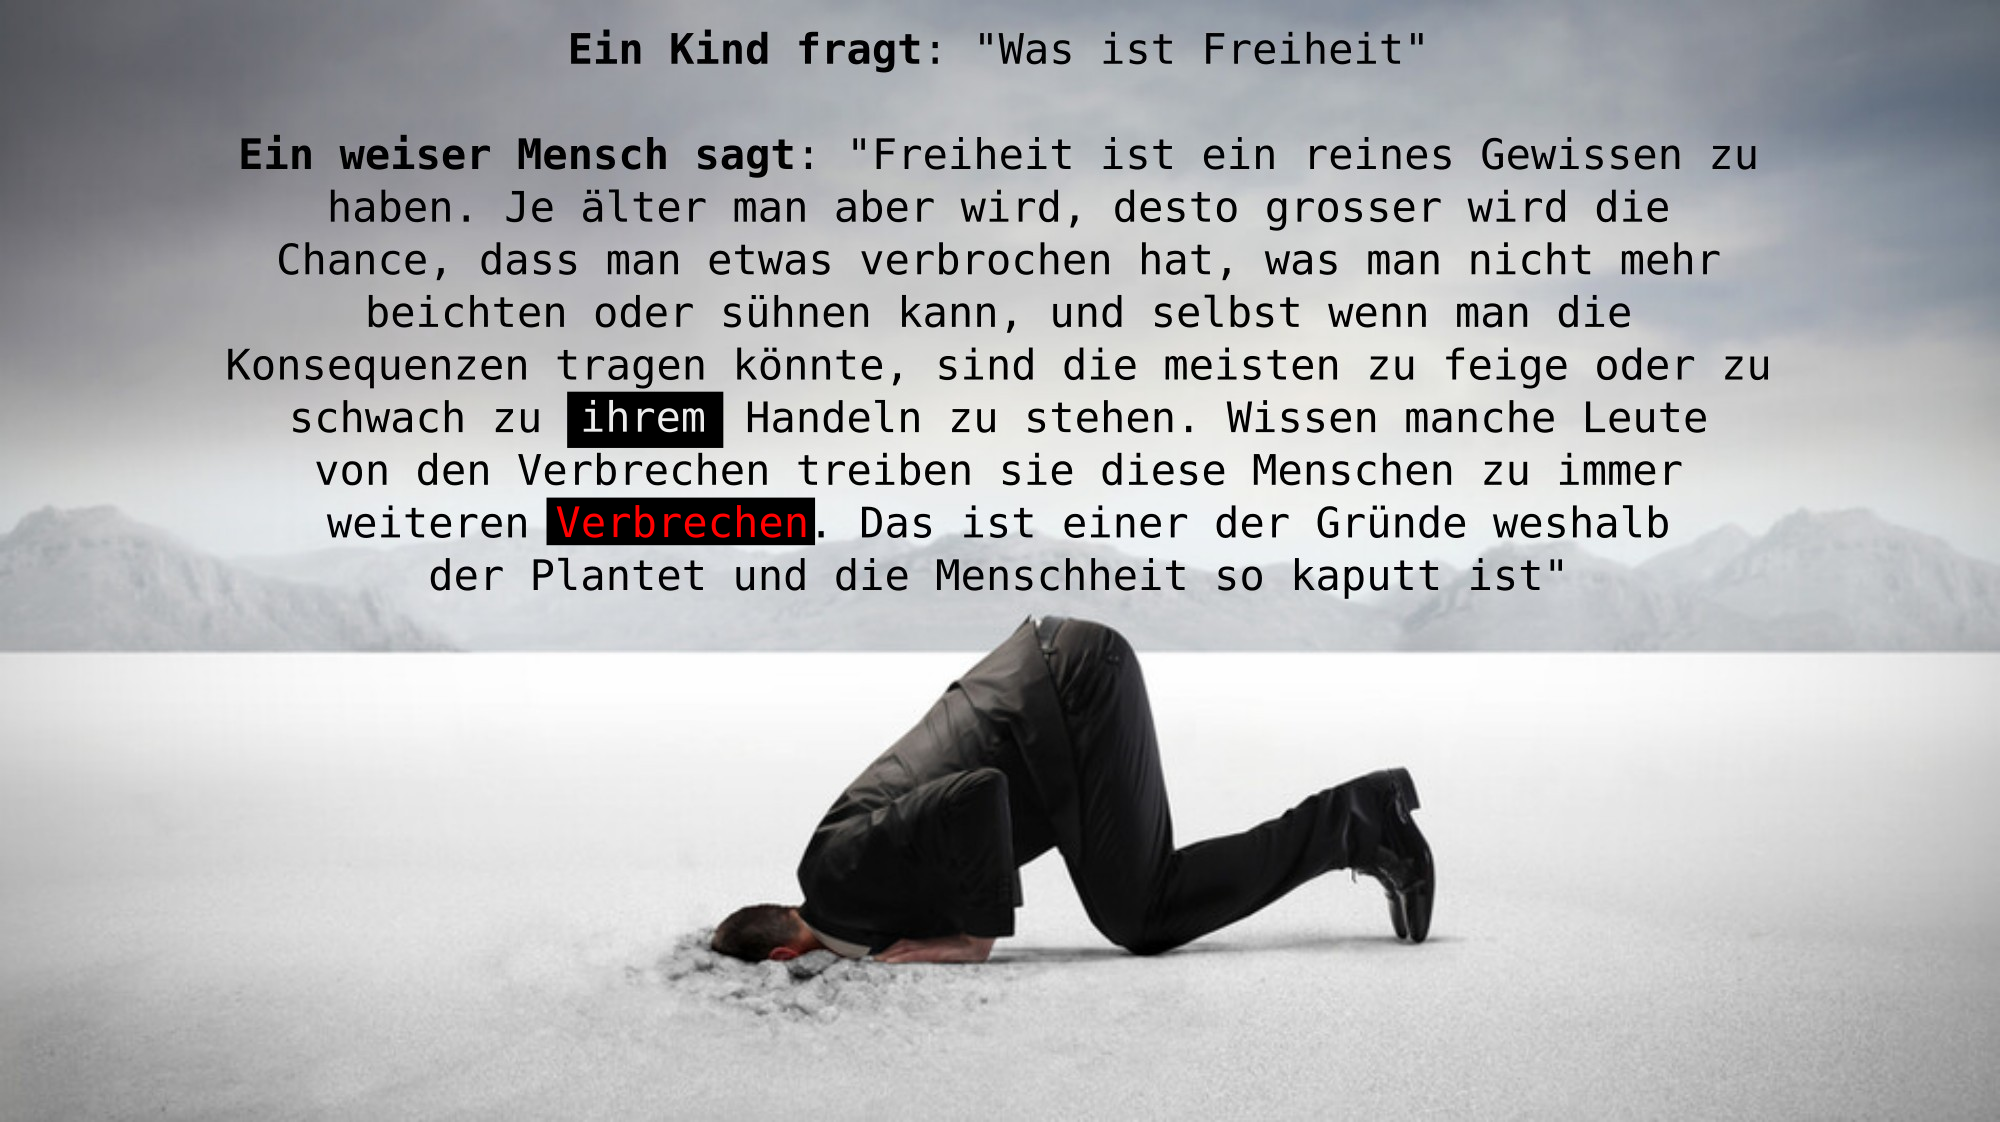 Ein Kind fragt: "Was ist Freiheit"
Ein weiser Mensch sagt: "Freiheit ist ein reines Gewissen zu
haben. Je älter man aber wird, desto grosser wird die
Chance, dass man etwas verbrochen hat, was man nicht mehr
beichten oder sühnen kann, und selbst wenn man die
Konsequenzen tragen könnte, sind die meisten zu feige oder zu
schwach zu ihrem Handeln zu stehen. Wissen manche Leute
von den Verbrechen treiben sie diese Menschen zu immer
weiteren Verbrechen. Das ist einer der Gründe weshalb
der Plantet und die Menschheit so kaputt ist"